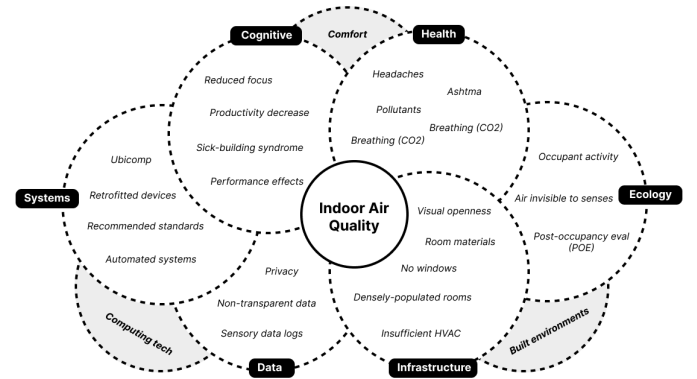 Cognitive
Comfort
Health
Reduced focus
Productivity decrease
Sick-building syndrome
Performance effects
Headaches
Ashtma
Pollutants
Breathing (CO2)
Breathing (CO2)
Systems
Ubicomp
Retrofitted devices
Recommended standards
Automated systems
Indoor Air
Quality
Ecology
Occupant activity
Air invisible to senses
Post-occupancy eval
(POE)
Visual openness
Room materials
No windows
Densely-populated rooms
Insufficient HVAC
Privacy
Non-transparent data
Sensory data logs
Computing tech
Built environments
Data
Infrastructure